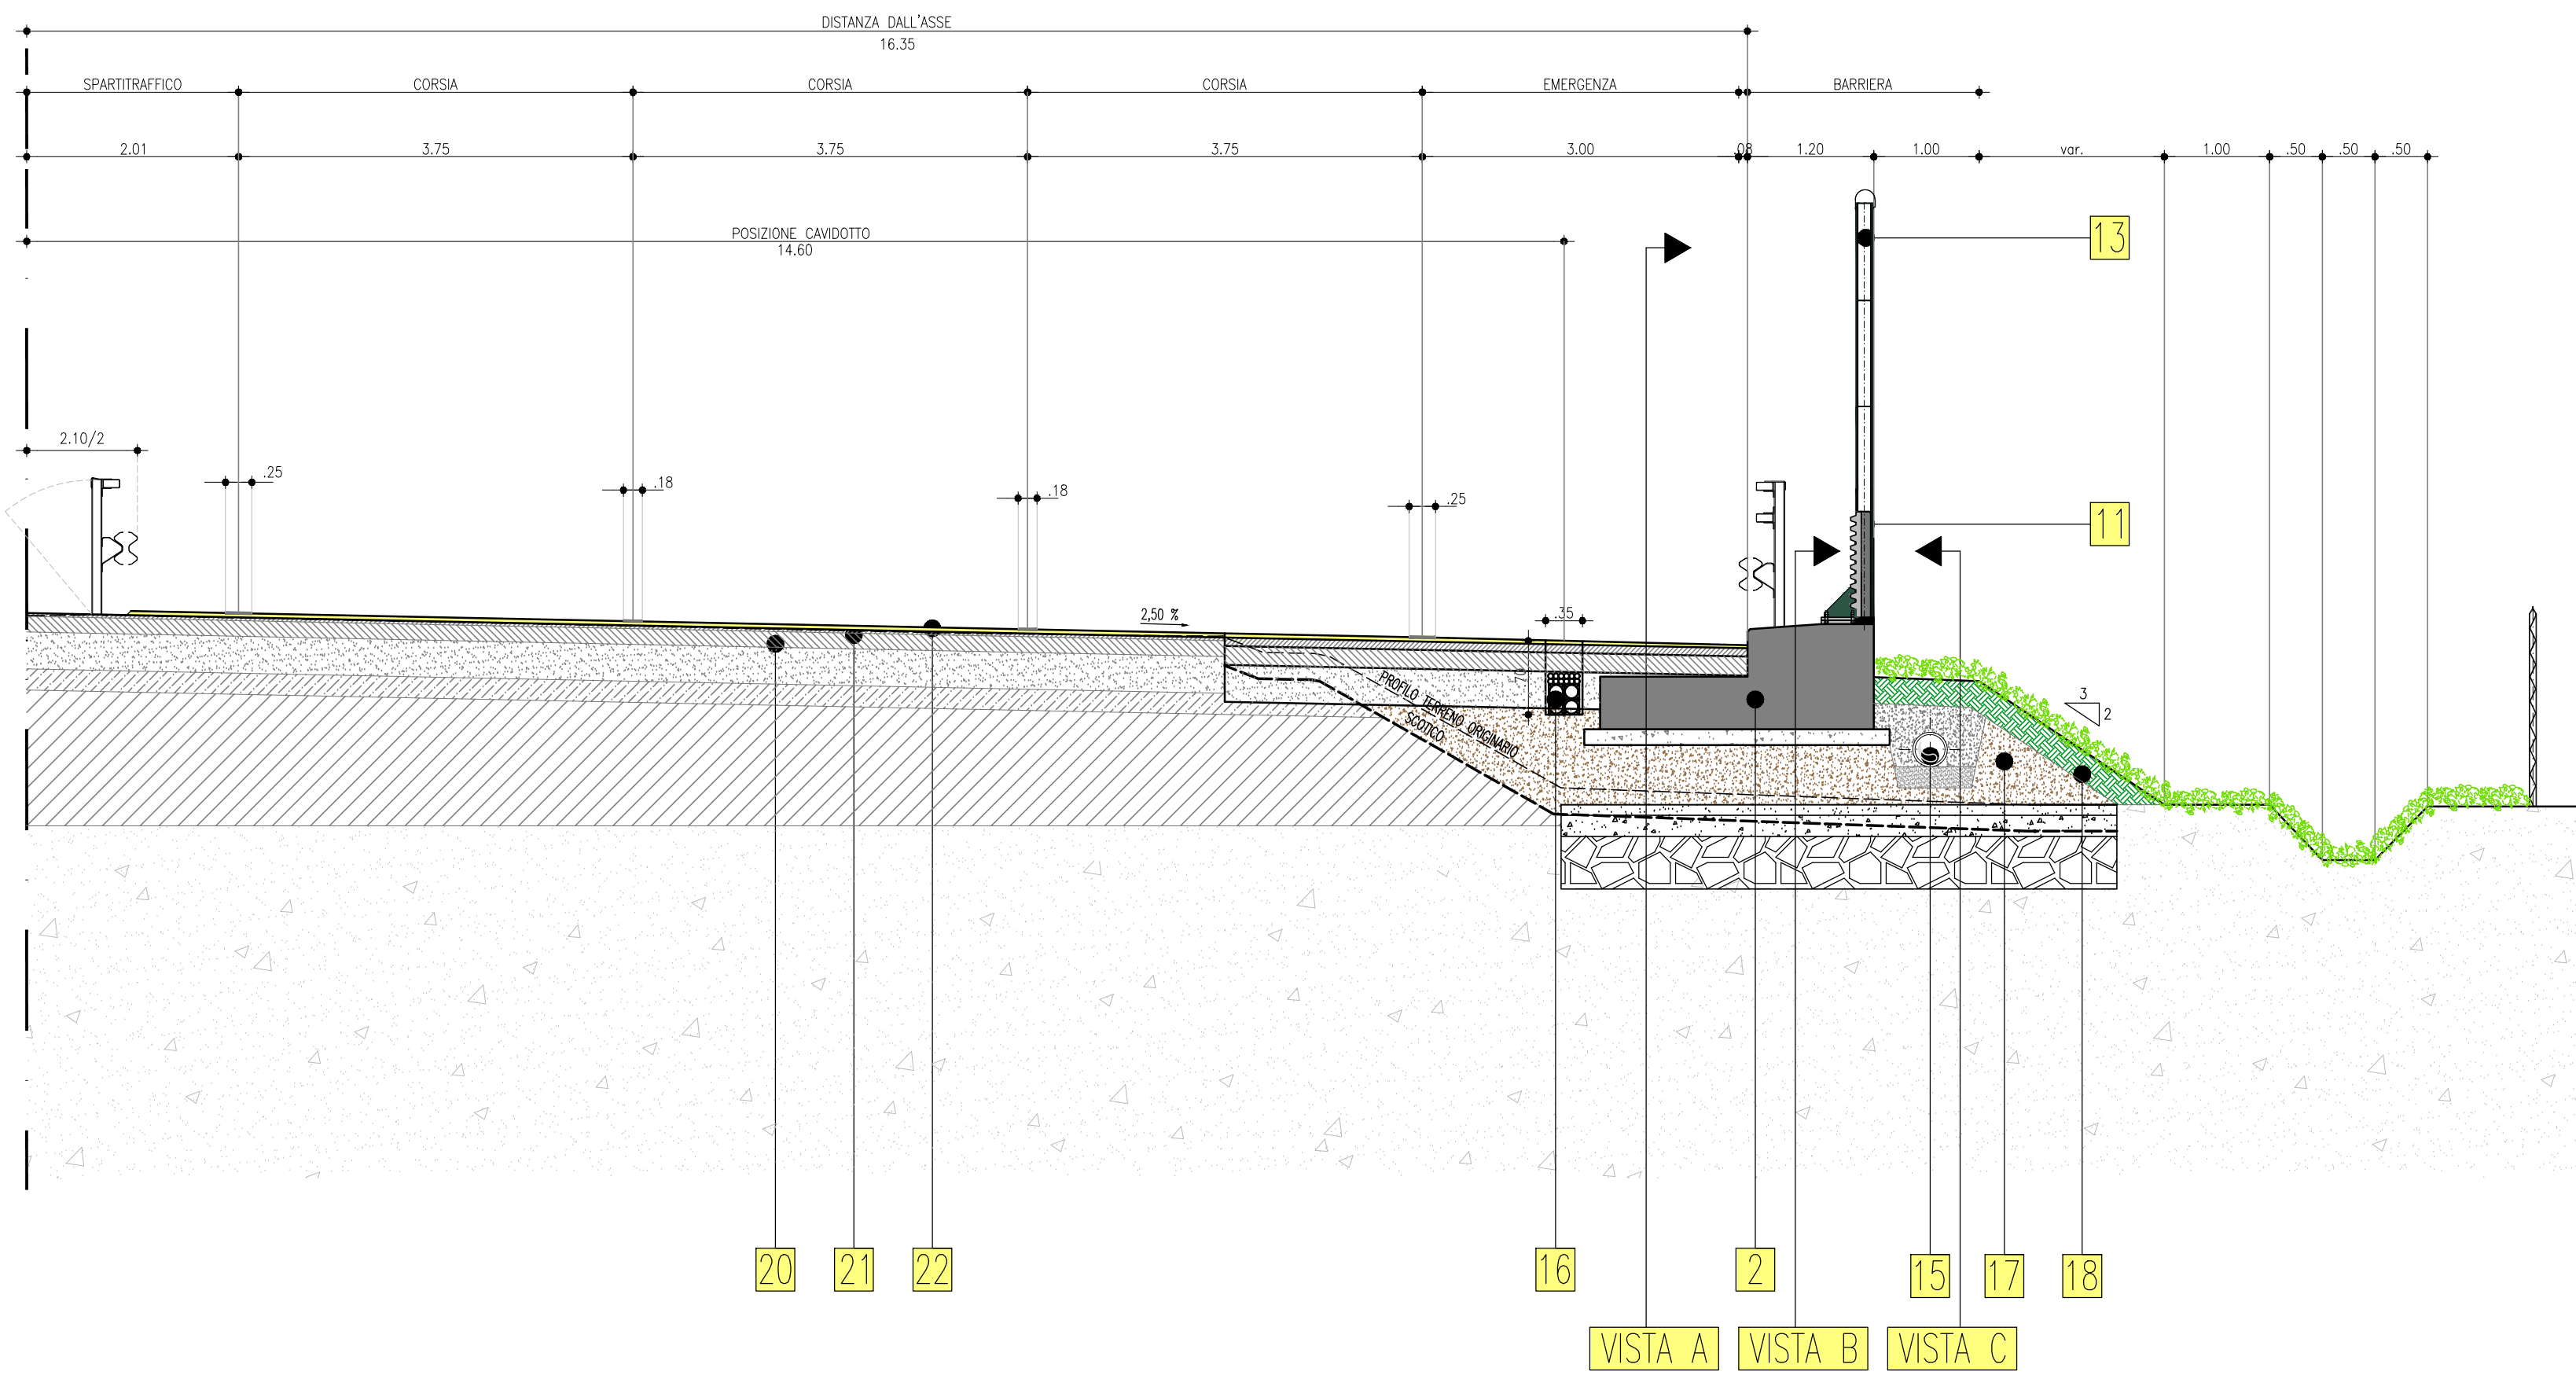 DISTANZA DALL'ASSE
16.35
SPARTITRAFFICO CORSIA CORSIA CORSIA EMERGENZA BARRIERA
2.01 3.75 3.75 3.75 3.00 .08 1.20 1.00 var. 1.00 .50 .50 .50
POSIZIONE CAVIDOTTO
14.60
13
2.10/2
.25
.18
.18
.25
11
2,50 %
.35
.70
PROFILO TERRENO ORIGINARIO
SCOTICO
3
2
20 21 22 16 2 15 17 18
VISTA A VISTA B VISTA C